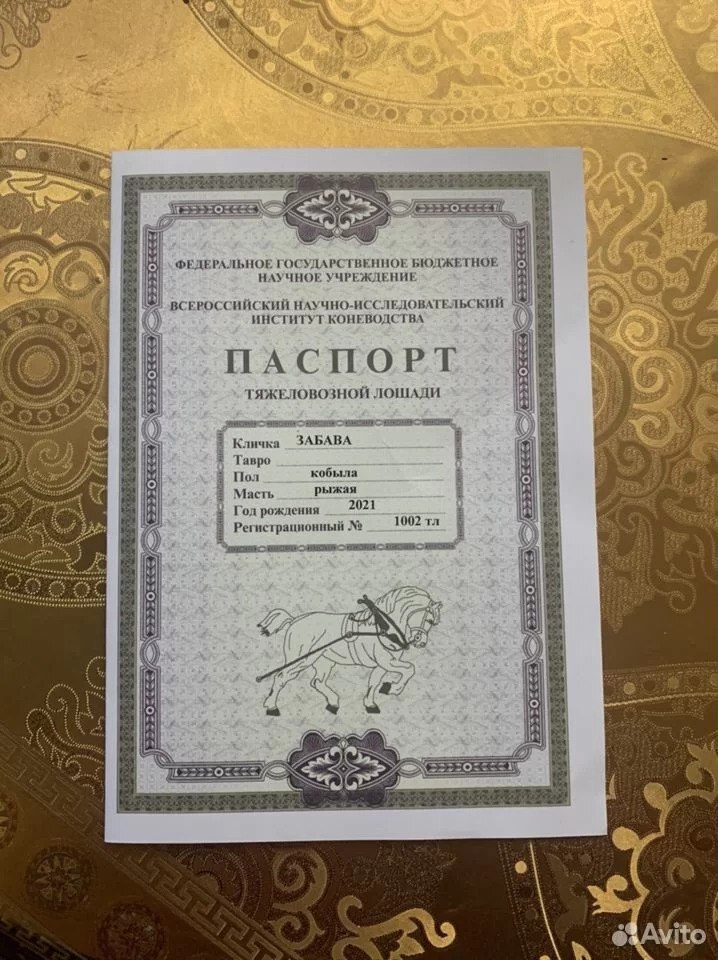 ФЕДЕРАЛЬНОЕ ГОСУДАРСТВЕННОЕ БЮДЖЕТНОЕ
НАУЧНОЕ УЧРЕЖДЕНИЕ
ВСЕРОССИЙСКИЙ НАУЧНО-ИССЛЕДОВАТЕЛЬСКИЙ
ИНСТИТУТ КОНЕВОДСТВА
ПАСПОРТ
ТЯЖЕЛОВОЗНОЙ ЛОШАДИ
Кличка ЗАБАВА
Тавро
Пол кобыла
Масть рыжая
Год рождения 2021
Регистрационный № 1002 тл
Avito